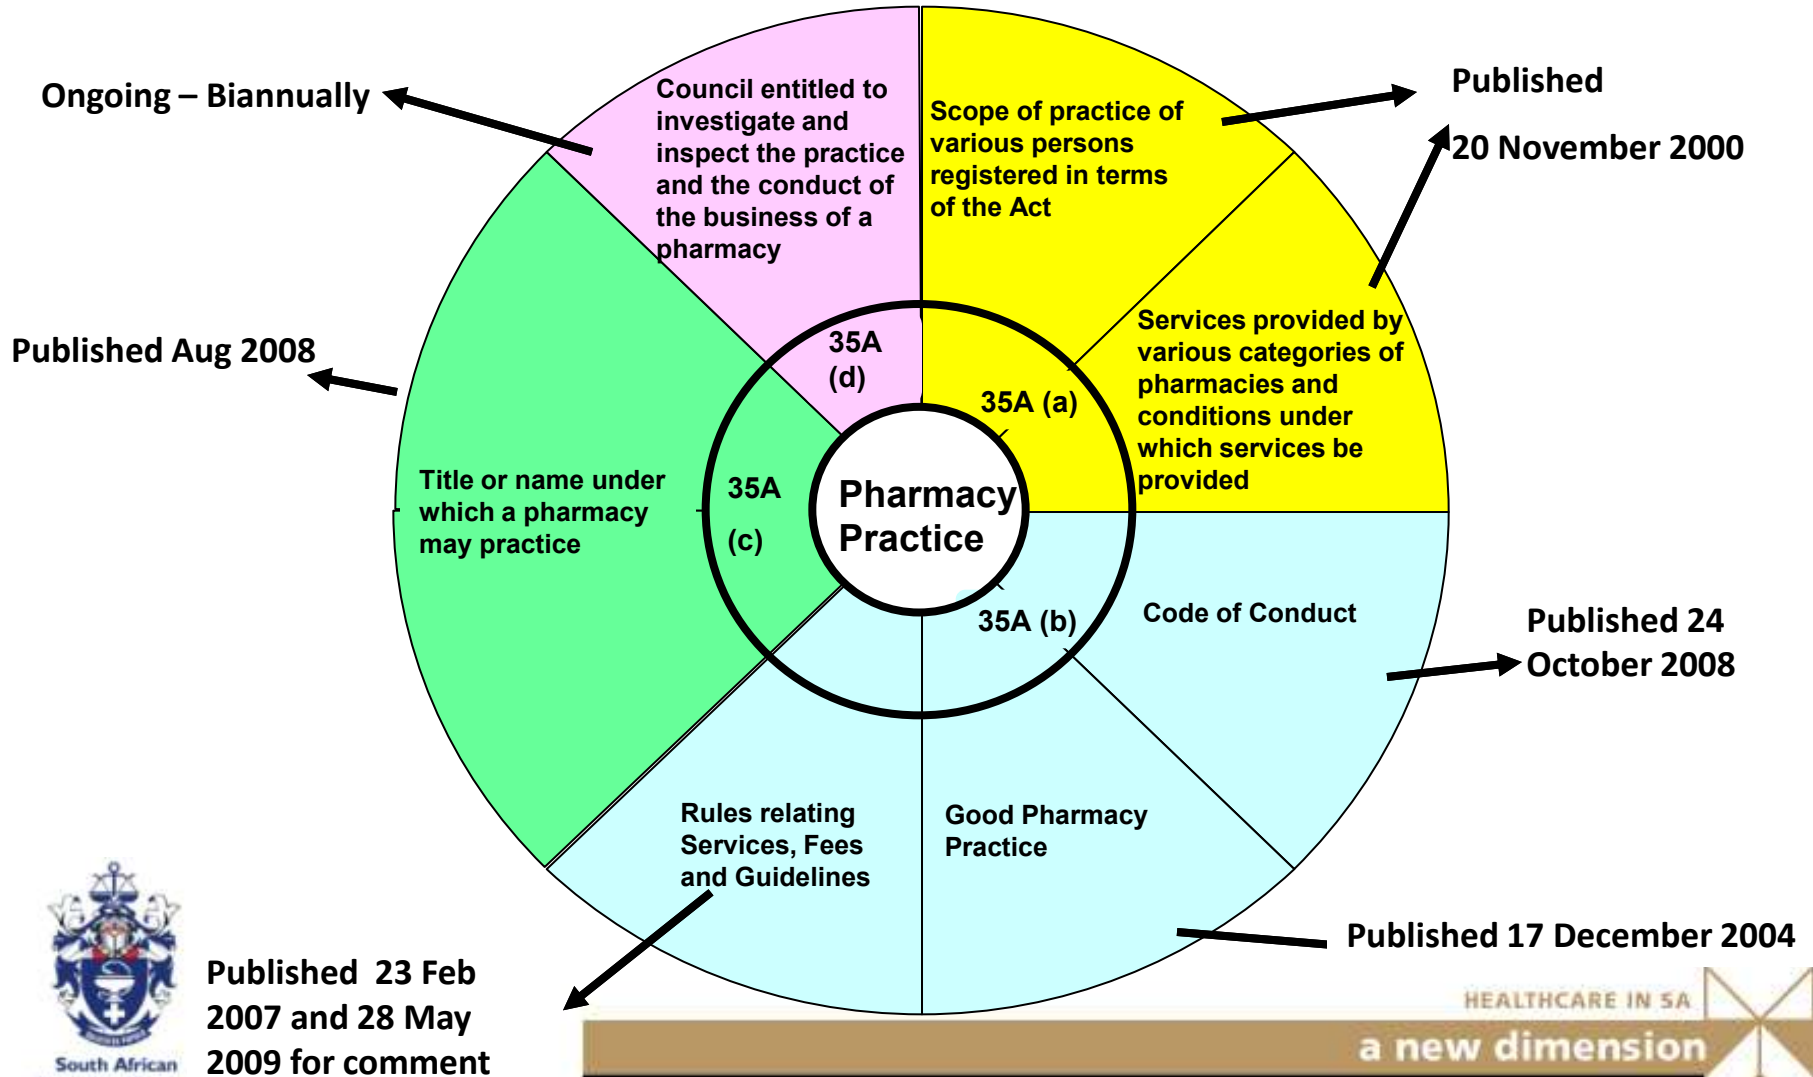 Ongoing – Biannually
Council entitled to
investigate and
inspect the practice
and the conduct of
the business of a
pharmacy
Scope of practice of
various persons
registered in terms
of the Act
Published
20 November 2000
Published Aug 2008
35A
(d)
35A (a)
Services provided by
various categories of
pharmacies and
conditions under
which services be
provided
Title or name under
which a pharmacy
may practice
35A
(c)
Pharmacy
Practice
35A (b)
Code of Conduct
Published 24
October 2008
Rules relating
Services, Fees
and Guidelines
Good Pharmacy
Practice
Published 17 December 2004
Published 23 Feb
2007 and 28 May
2009 for comment
South African
HEALTHCARE IN SA
a new dimension